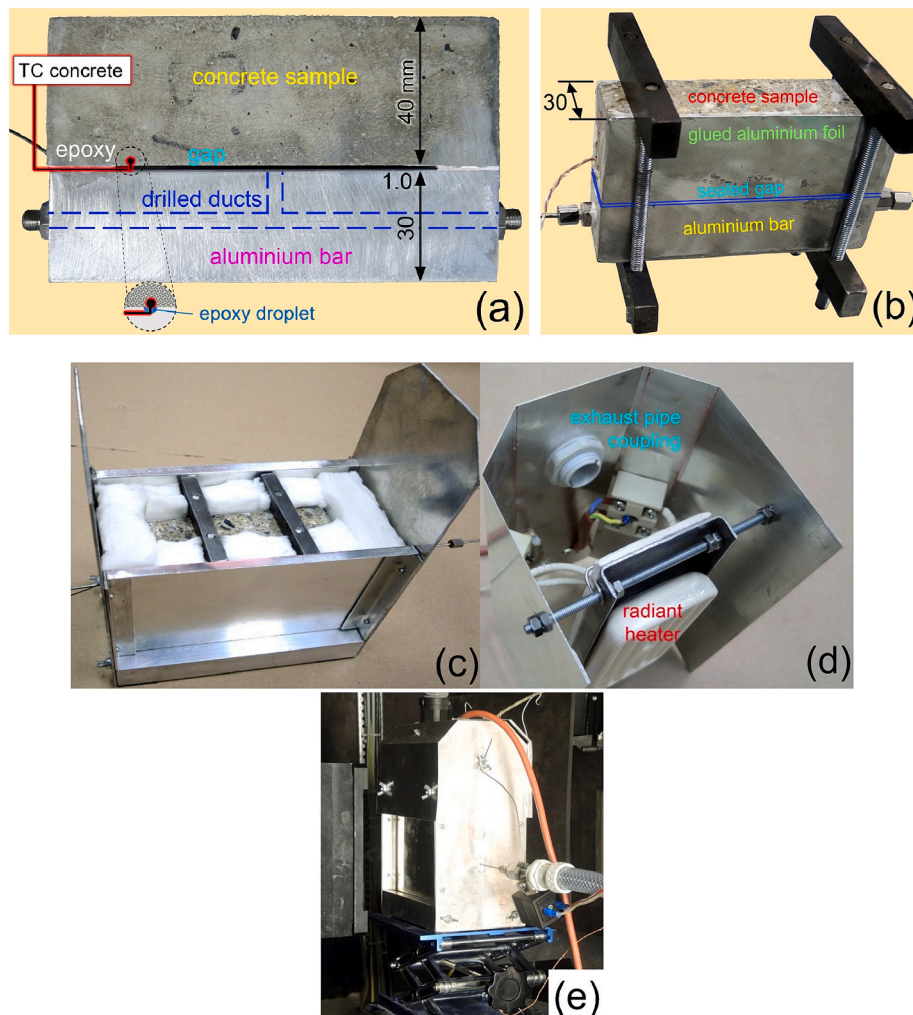 TC concrete
concrete sample
40 mm
epoxy
gap
1.0
drilled ducts
30
aluminium bar
epoxy droplet
(a)
30
concrete sample
glued aluminium foil
sealed gap
aluminium bar
(b)
(c)
exhaust pipe
coupling
radiant
heater
(d)
(e)